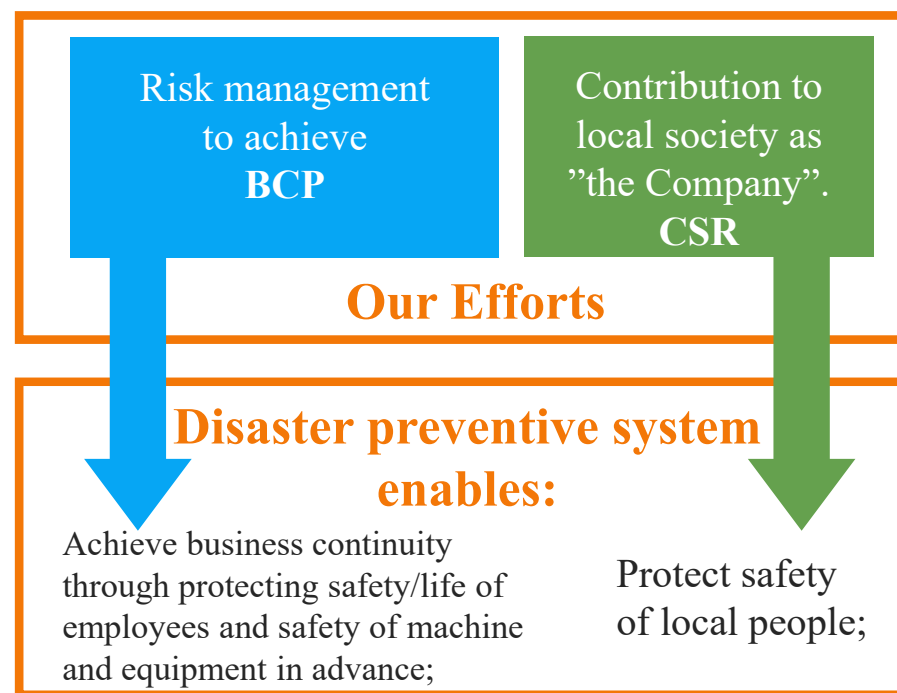 Risk management
to achieve
BCP
Contribution to
local society as
”the Company”.
CSR
Our Efforts
Disaster preventive system
enables:
Achieve business continuity
through protecting safety/life of
employees and safety of machine
and equipment in advance;
Protect safety
of local people;